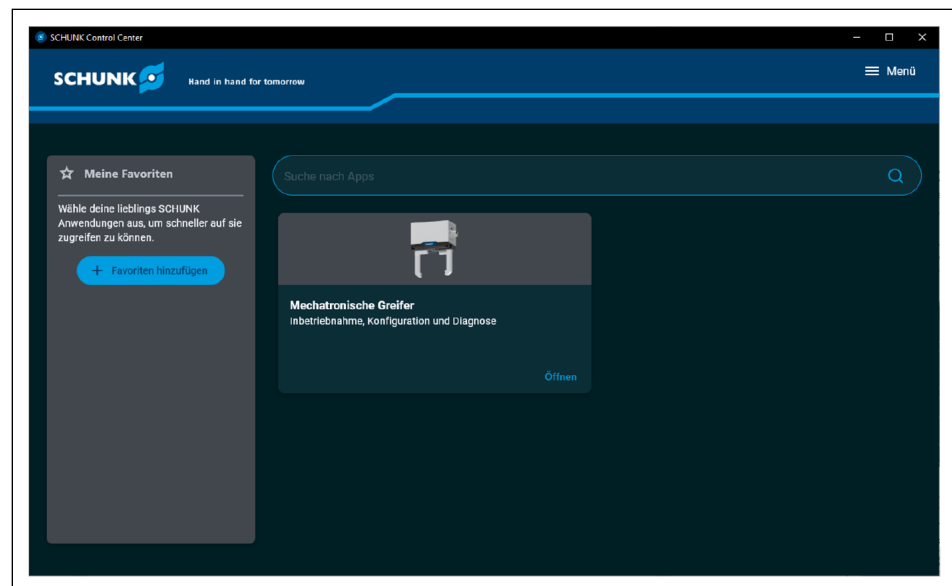 SCHUNK Control Center
SCHUNK
Hand in hand for tomorrow
Menü
Meine Favoriten
Wähle deine lieblings SCHUNK
Anwendungen aus, um schneller auf sie
zugreifen zu können.
+ Favoriten hinzufügen
Suche nach Apps
Mechatronische Greifer
Inbetriebnahme, Konfiguration und Diagnose
Öffnen